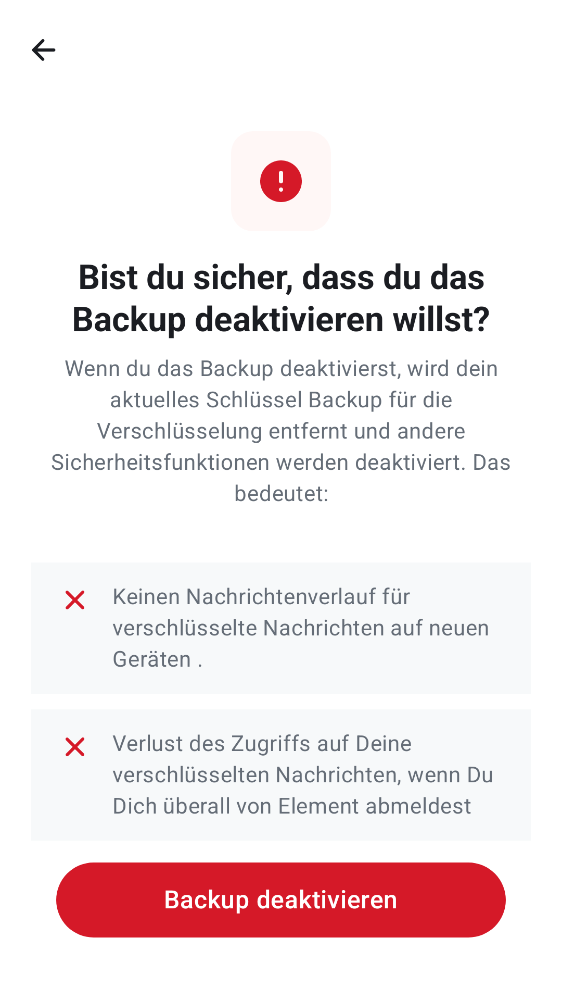 Bist du sicher, dass du das
Backup deaktivieren willst?
Wenn du das Backup deaktivierst, wird dein
aktuelles Schlüssel Backup für die
Verschlüsselung entfernt und andere
Sicherheitsfunktionen werden deaktiviert. Das
bedeutet:
Keinen Nachrichtenverlauf für
verschlüsselte Nachrichten auf neuen
Geräten .
Verlust des Zugriffs auf Deine
verschlüsselten Nachrichten, wenn Du
Dich überall von Element abmeldest
Backup deaktivieren